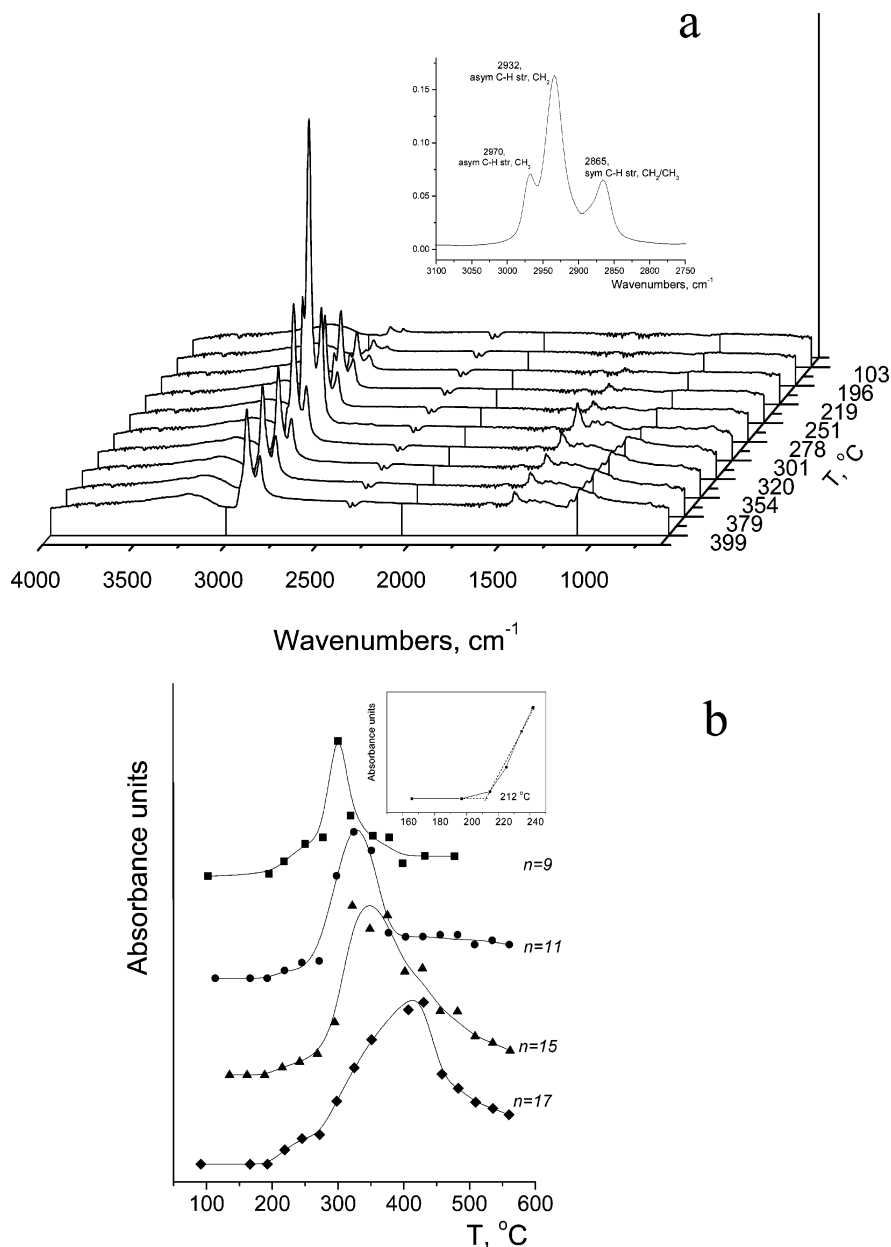 a
2932,
asym C-H str, CH2
2970,
asym C-H str, CH3
2865,
sym C-H str, CH2/CH3
0.15
0.10
0.05
0.00
3100 3050 3000 2950 2900 2850 2800 2750
Wavenumbers, cm-1
103
196
219
251
278
301
320
354
379
399
T, °C
4000 3500 3000 2500 2000 1500 1000
Wavenumbers, cm-1
b
Absorbance units
212 °C
160 180 200 220 240
Absorbance units
n=9
n=11
n=15
n=17
100 200 300 400 500 600
T, °C